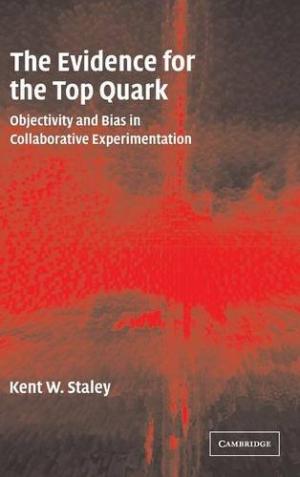 The Evidence for
the Top Quark
Objectivity and Bias in
Collaborative Experimentation
Kent W. Staley
CAMBRIDGE